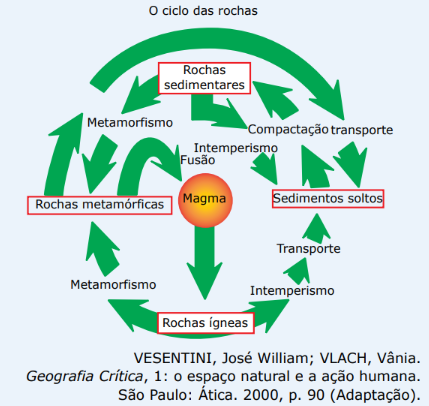 O ciclo das rochas
Rochas
sedimentares
Metamorfismo
Compactação
transporte
Intemperismo
Fusão
Rochas metamórficas
Magma
Sedimentos soltos
Transporte
Metamorfismo
Intemperismo
Rochas ígneas
VESENTINI, José William; VLACH, Vânia.
Geografia Crítica, 1: o espaço natural e a ação humana.
São Paulo: Ática. 2000, p. 90 (Adaptação).